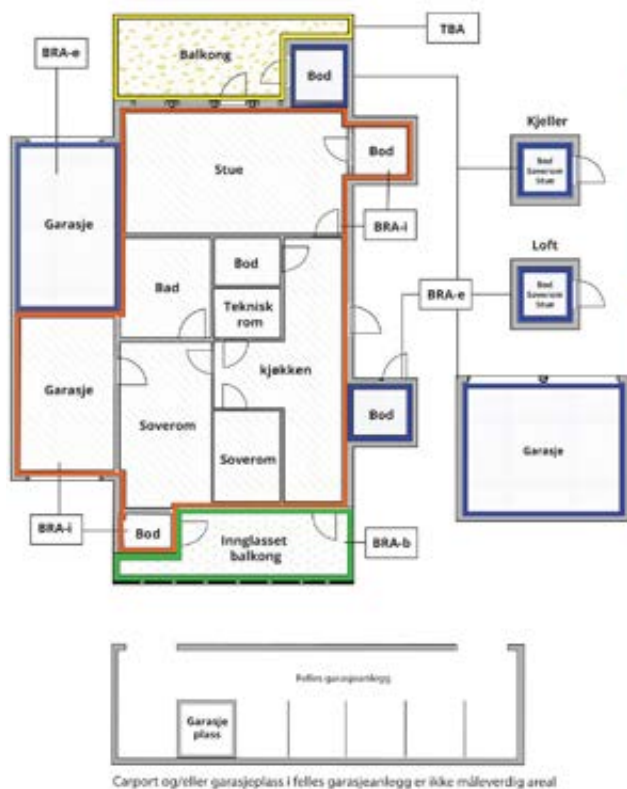 TBA
BRA-e
Balkong
Bod
Kjeller
Bod
Soverom
Stue
Stue
Bod
Garasje
BRA-i
Loft
Bod
Bad
BRA-e
Bod
Soverom
Stue
Teknisk
rom
Garasje
kjøkken
Bod
Garasje
Soverom
Soverom
BRA-i
Bod
Innglasset
balkong
BRA-b
Felles garasjeanlegg
Garasje
plass
Carport og/eller garasjeplass i felles garasjeanlegg er ikke måleverdig areal